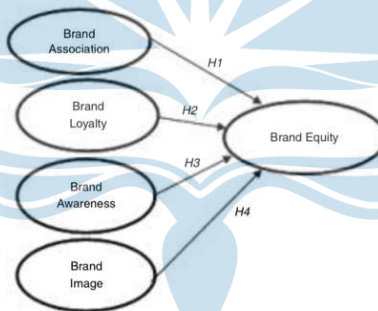 Brand
Association
H1
Brand
Loyalty
H2
Brand Equity
H3
Brand
Awareness
H4
Brand
Image